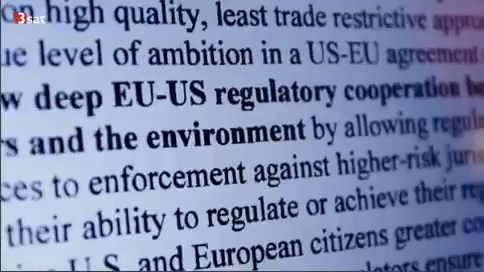 3sat
on high quality, least trade restrictive
level of ambition in a US-EU agreement
deep EU-US regulatory cooperation
and the environment by allowing
to enforcement against higher-risk
their ability to regulate or achieve their
U.S. and European citizens greater
ensure